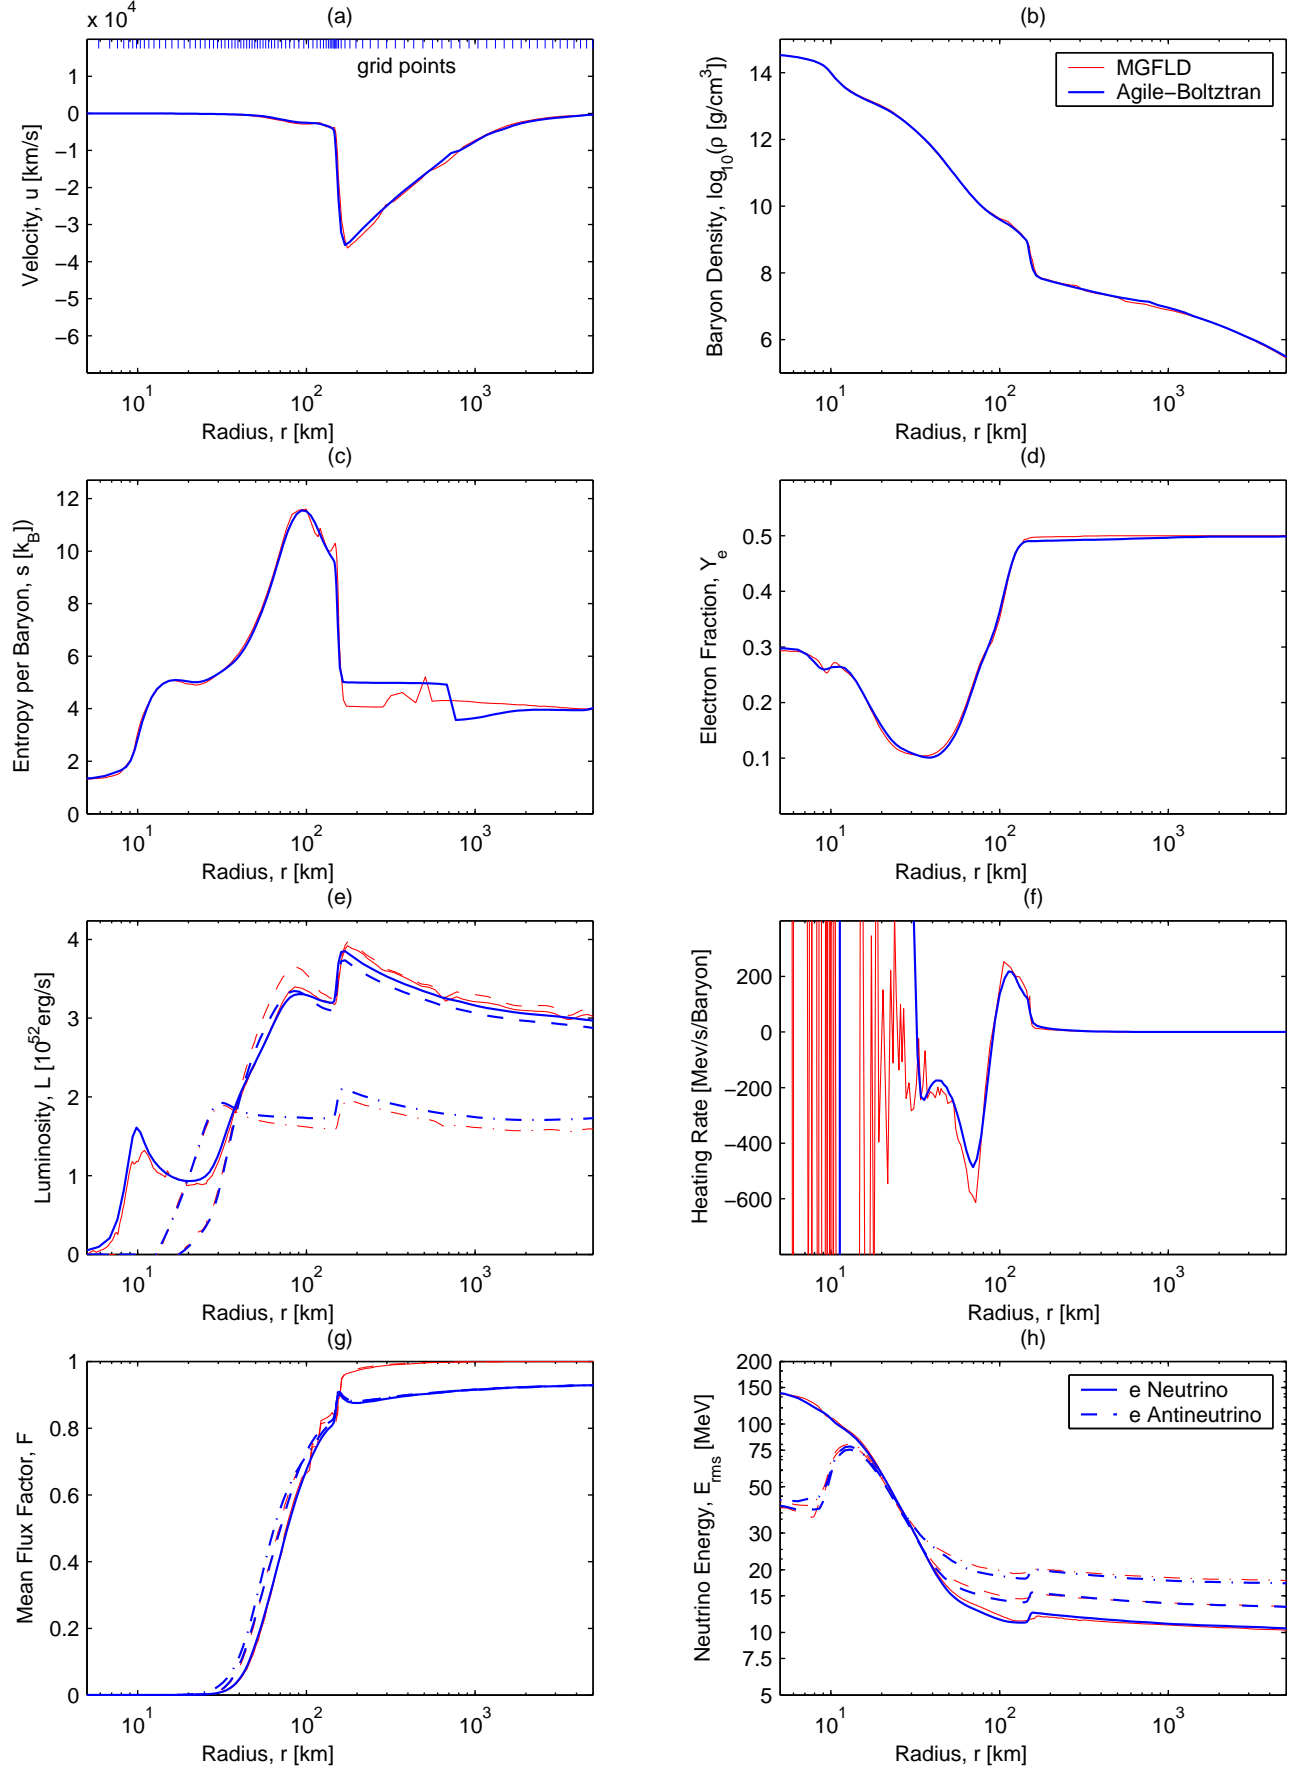 (a)
x 10^4
grid points
1
0
−1
−2
−3
−4
−5
−6
Velocity, u [km/s]
10^1
10^2
10^3
Radius, r [km]
(b)
MGFLD
Agile−Boltztran
14
12
10
8
6
Baryon Density, log_10(ρ [g/cm^3])
10^1
10^2
10^3
Radius, r [km]
(c)
12
10
8
6
4
2
0
Entropy per Baryon, s [k_B])
10^1
10^2
10^3
Radius, r [km]
(d)
0.5
0.4
0.3
0.2
0.1
Electron Fraction, Y_e
10^1
10^2
10^3
Radius, r [km]
(e)
4
3
2
1
0
Luminosity, L [10^52 erg/s]
10^1
10^2
10^3
Radius, r [km]
(f)
200
0
−200
−400
−600
Heating Rate [Mev/s/Baryon]
10^1
10^2
10^3
Radius, r [km]
(g)
1
0.8
0.6
0.4
0.2
0
Mean Flux Factor, F
10^1
10^2
10^3
Radius, r [km]
(h)
e Neutrino
e Antineutrino
200
150
100
75
50
30
20
15
10
7.5
5
Neutrino Energy, E_rms [MeV]
10^1
10^2
10^3
Radius, r [km]